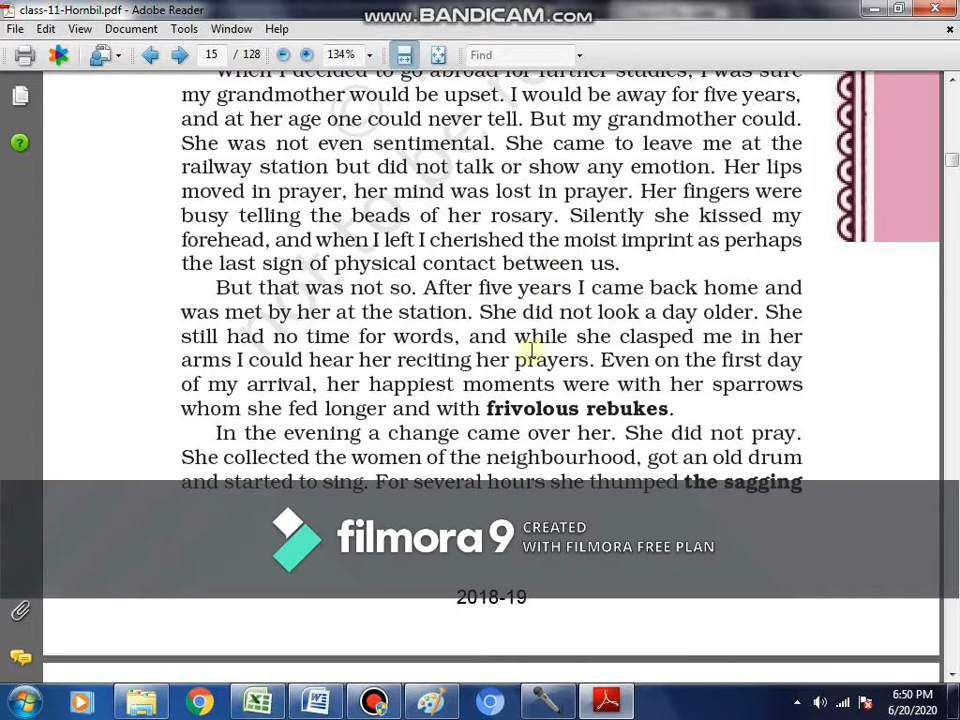 class-11-Hornbil.pdf - Adobe Reader
WWW.BANDICAM.COM
File Edit View Document Tools Window Help
15 / 128 134% Find
When I decided to go abroad for further studies, I was sure
my grandmother would be upset. I would be away for five years,
and at her age one could never tell. But my grandmother could.
She was not even sentimental. She came to leave me at the
railway station but did not talk or show any emotion. Her lips
moved in prayer, her mind was lost in prayer. Her fingers were
busy telling the beads of her rosary. Silently she kissed my
forehead, and when I left I cherished the moist imprint as perhaps
the last sign of physical contact between us.
But that was not so. After five years I came back home and
was met by her at the station. She did not look a day older. She
still had no time for words, and while she clasped me in her
arms I could hear her reciting her prayers. Even on the first day
of my arrival, her happiest moments were with her sparrows
whom she fed longer and with frivolous rebukes.
In the evening a change came over her. She did not pray.
She collected the women of the neighbourhood, got an old drum
and started to sing. For several hours she thumped the sagging
filmora 9 CREATED
WITH FILMORA FREE PLAN
2018-19
6:50 PM
6/20/2020